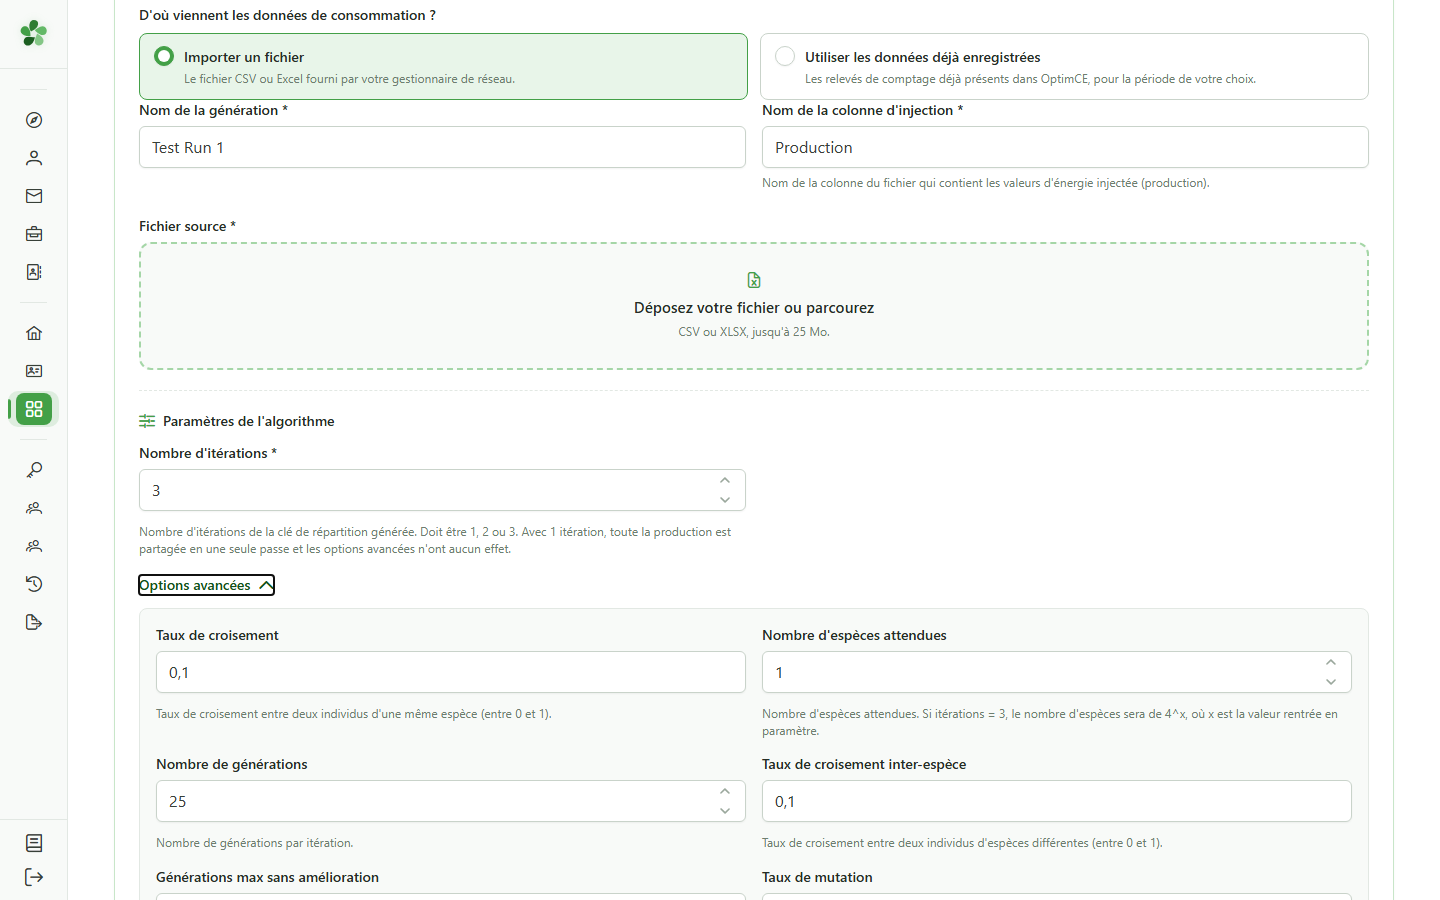 D'où viennent les données de consommation ?
Importer un fichier
Le fichier CSV ou Excel fourni par votre gestionnaire de réseau.
Utiliser les données déjà enregistrées
Les relevés de comptage déjà présents dans OptimCE, pour la période de votre choix.
Nom de la génération *
Nom de la colonne d'injection *
Test Run 1
Production
Nom de la colonne du fichier qui contient les valeurs d'énergie injectée (production).
Fichier source *
Déposez votre fichier ou parcourez
CSV ou XLSX, jusqu'à 25 Mo.
Paramètres de l'algorithme
Nombre d'itérations *
3
Nombre d'itérations de la clé de répartition générée. Doit être 1, 2 ou 3. Avec 1 itération, toute la production est
partagée en une seule passe et les options avancées n'ont aucun effet.
Options avancées
Taux de croisement
Nombre d'espèces attendues
0,1
1
Taux de croisement entre deux individus d'une même espèce (entre 0 et 1).
Nombre d'espèces attendues. Si itérations = 3, le nombre d'espèces sera de 4^x, où x est la valeur rentrée en
paramètre.
Nombre de générations
Taux de croisement inter-espèce
25
0,1
Nombre de générations par itération.
Taux de croisement entre deux individus d'espèces différentes (entre 0 et 1).
Générations max sans amélioration
Taux de mutation